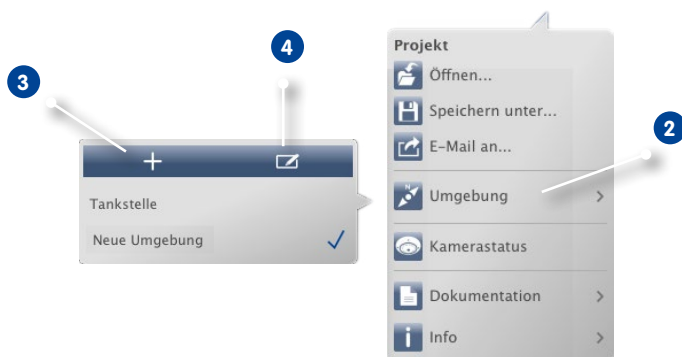 4
3
+
Tankstelle
Neue Umgebung
Projekt
Öffnen...
Speichern unter...
E-Mail an...
2
N
Umgebung
Kamerastatus
Dokumentation
i Info